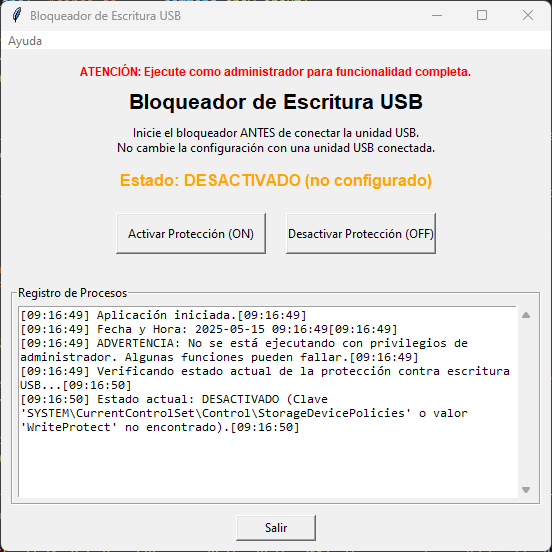 Bloqueador de Escritura USB
Ayuda
ATENCIÓN: Ejecute como administrador para funcionalidad completa.
Bloqueador de Escritura USB
Inicie el bloqueador ANTES de conectar la unidad USB.
No cambie la configuración con una unidad USB conectada.
Estado: DESACTIVADO (no configurado)
Activar Protección (ON)
Desactivar Protección (OFF)
Registro de Procesos
[09:16:49] Aplicación iniciada.[09:16:49]
[09:16:49] Fecha y Hora: 2025-05-15 09:16:49[09:16:49]
[09:16:49] ADVERTENCIA: No se está ejecutando con privilegios de
administrador. Algunas funciones pueden fallar.[09:16:49]
[09:16:49] Verificando estado actual de la protección contra escritura
USB...[09:16:50]
[09:16:50] Estado actual: DESACTIVADO (Clave
'SYSTEM\CurrentControlSet\Control\StorageDevicePolicies' o valor
'WriteProtect' no encontrado).[09:16:50]
Salir